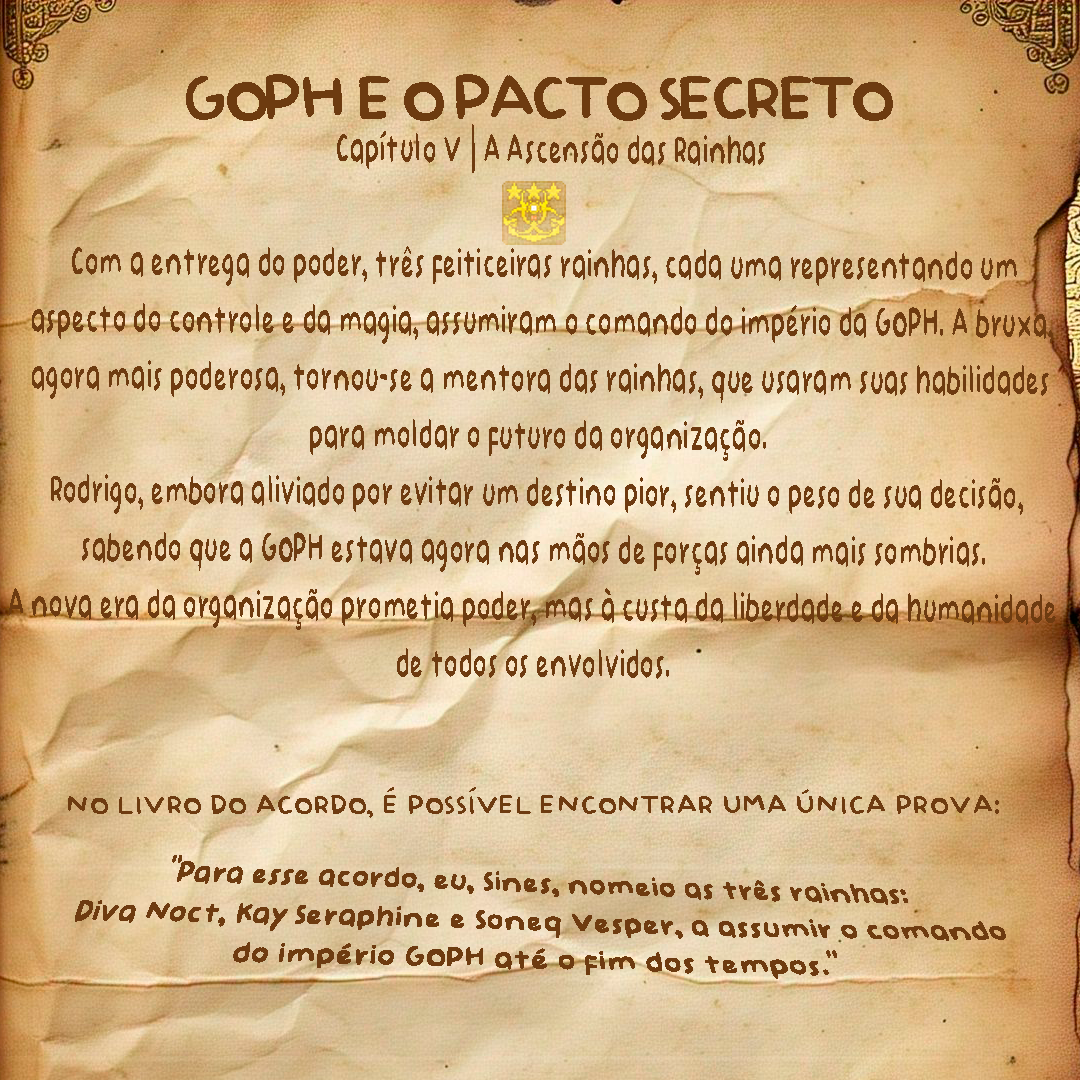 GOPH E O PACTO SECRETO
Capítulo V | A Ascensão das Rainhas
Com a entrega do poder, três feiticeiras rainhas, cada uma representando um
aspecto do controle e da magia, assumiram o comando do império da GOPH. A bruxa,
agora mais poderosa, tornou-se a mentora das rainhas, que usaram suas habilidades
para moldar o futuro da organização.
Rodrigo, embora aliviado por evitar um destino pior, sentiu o peso de sua decisão,
sabendo que a GOPH estava agora nas mãos de forças ainda mais sombrias.
A nova era da organização prometia poder, mas à custa da liberdade e da humanidade
de todos os envolvidos.
NO LIVRO DO ACORDO, É POSSÍVEL ENCONTRAR UMA ÚNICA PROVA:
"Para esse acordo, eu, Sines, nomeio as três rainhas:
Diva Noct, Kay Seraphine e Soneq Vesper, a assumir o comando
do império GOPH até o fim dos tempos."